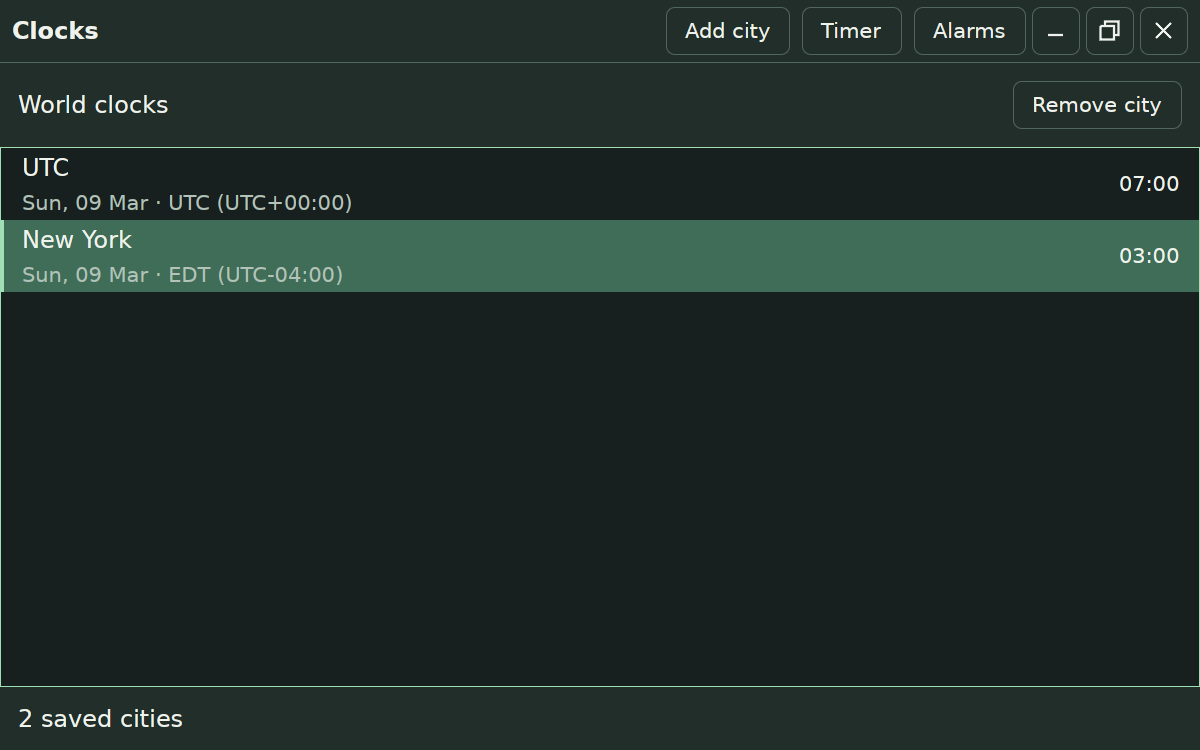 Clocks
Add city
Timer
Alarms
World clocks
Remove city
UTC
Sun, 09 Mar · UTC (UTC+00:00)
07:00
New York
Sun, 09 Mar · EDT (UTC-04:00)
03:00
2 saved cities